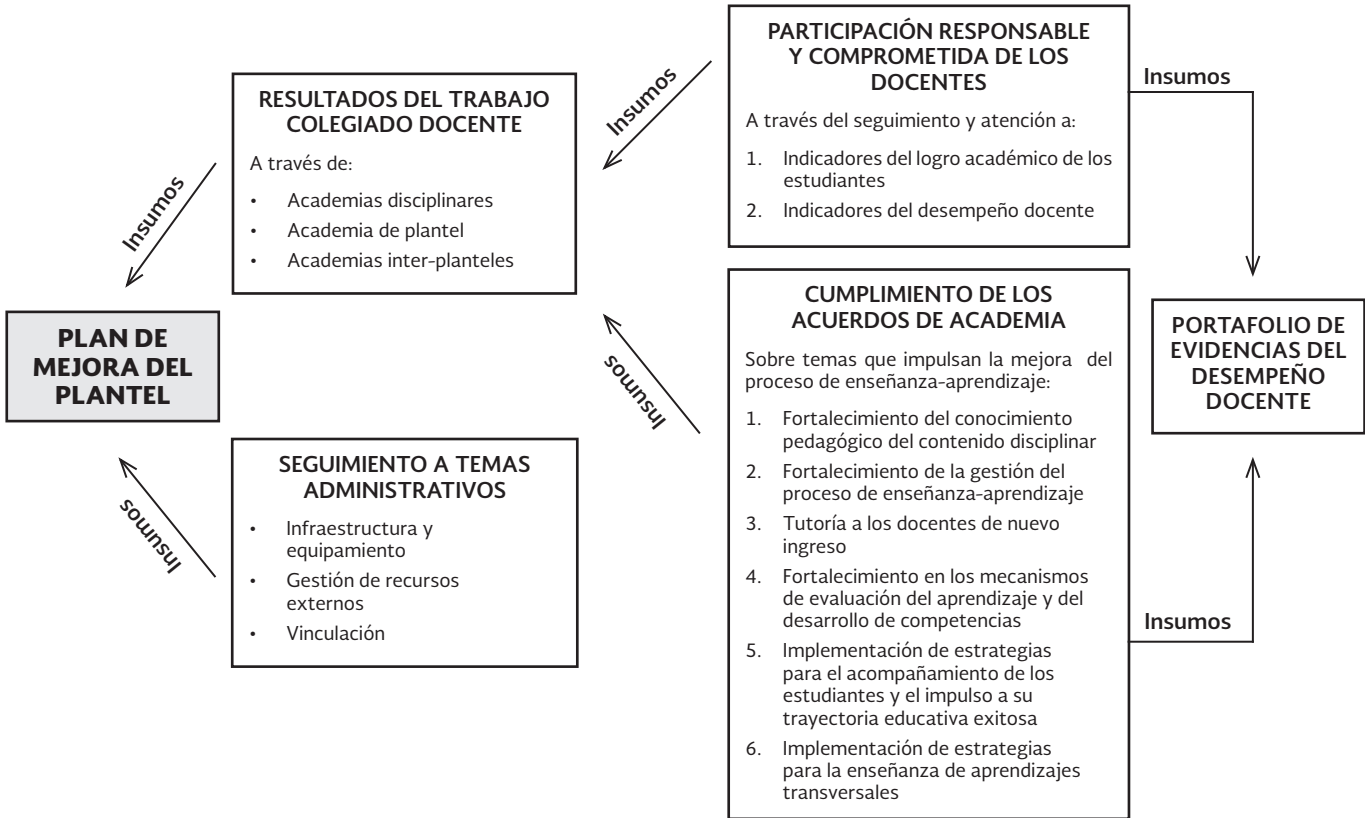 PLAN DE
MEJORA DEL
PLANTEL
Insumos
RESULTADOS DEL TRABAJO
COLEGIADO DOCENTE
A través de:
• Academias disciplinares
• Academia de plantel
• Academias inter-planteles
Insumos
SEGUIMIENTO A TEMAS
ADMINISTRATIVOS
• Infraestructura y
equipamiento
• Gestión de recursos
externos
• Vinculación
Insumos
PARTICIPACIÓN RESPONSABLE
Y COMPROMETIDA DE LOS
DOCENTES
A través del seguimiento y atención a:
1. Indicadores del logro académico de los
estudiantes
2. Indicadores del desempeño docente
Insumos
CUMPLIMIENTO DE LOS
ACUERDOS DE ACADEMIA
Sobre temas que impulsan la mejora del
proceso de enseñanza-aprendizaje:
1. Fortalecimiento del conocimiento
pedagógico del contenido disciplinar
2. Fortalecimiento de la gestión del
proceso de enseñanza-aprendizaje
3. Tutoría a los docentes de nuevo
ingreso
4. Fortalecimiento en los mecanismos
de evaluación del aprendizaje y del
desarrollo de competencias
5. Implementación de estrategias
para el acompañamiento de los
estudiantes y el impulso a su
trayectoria educativa exitosa
6. Implementación de estrategias
para la enseñanza de aprendizajes
transversales
Insumos
Insumos
PORTAFOLIO DE
EVIDENCIAS DEL
DESEMPEÑO
DOCENTE
Insumos